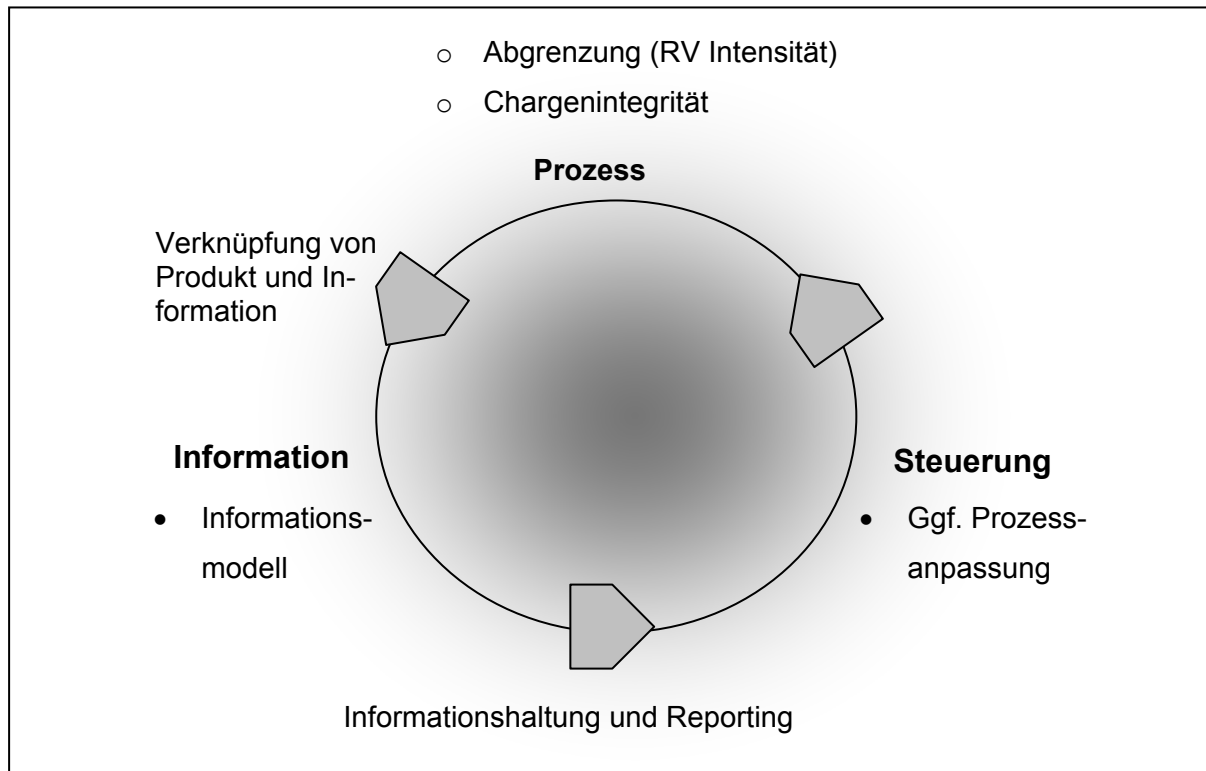 o Abgrenzung (RV Intensität)
o Chargenintegrität
Prozess
Verknüpfung von
Produkt und In-
formation
Information
• Informations-
modell
Steuerung
• Ggf. Prozess-
anpassung
Informationshaltung und Reporting